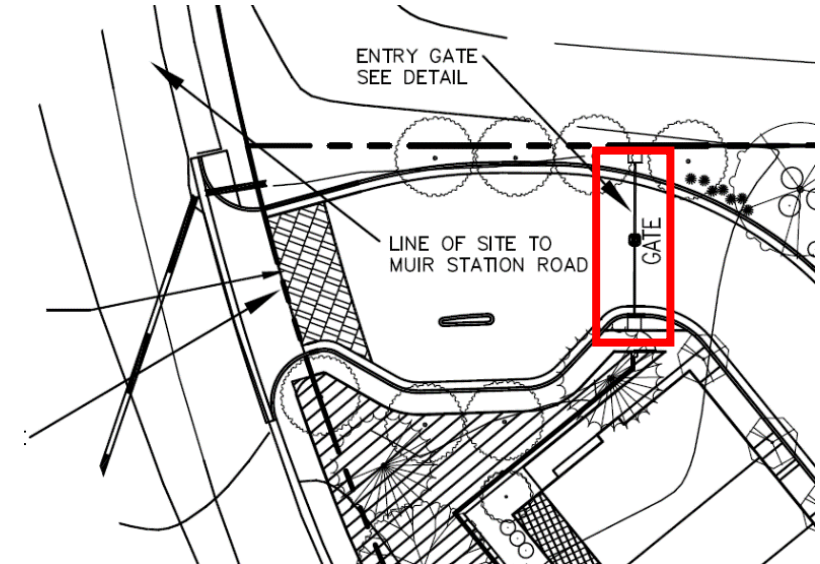 ENTRY GATE
SEE DETAIL
LINE OF SITE TO
MUIR STATION ROAD
GATE